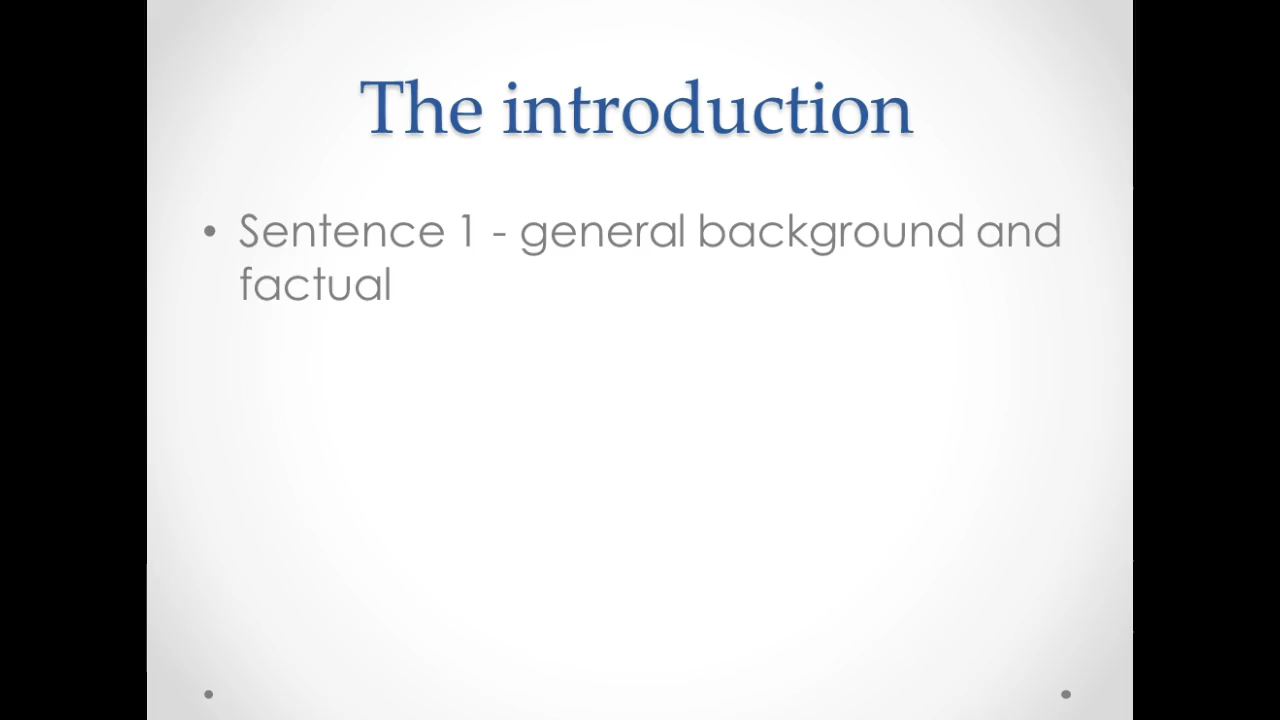 The introduction
• Sentence 1 - general background and
factual